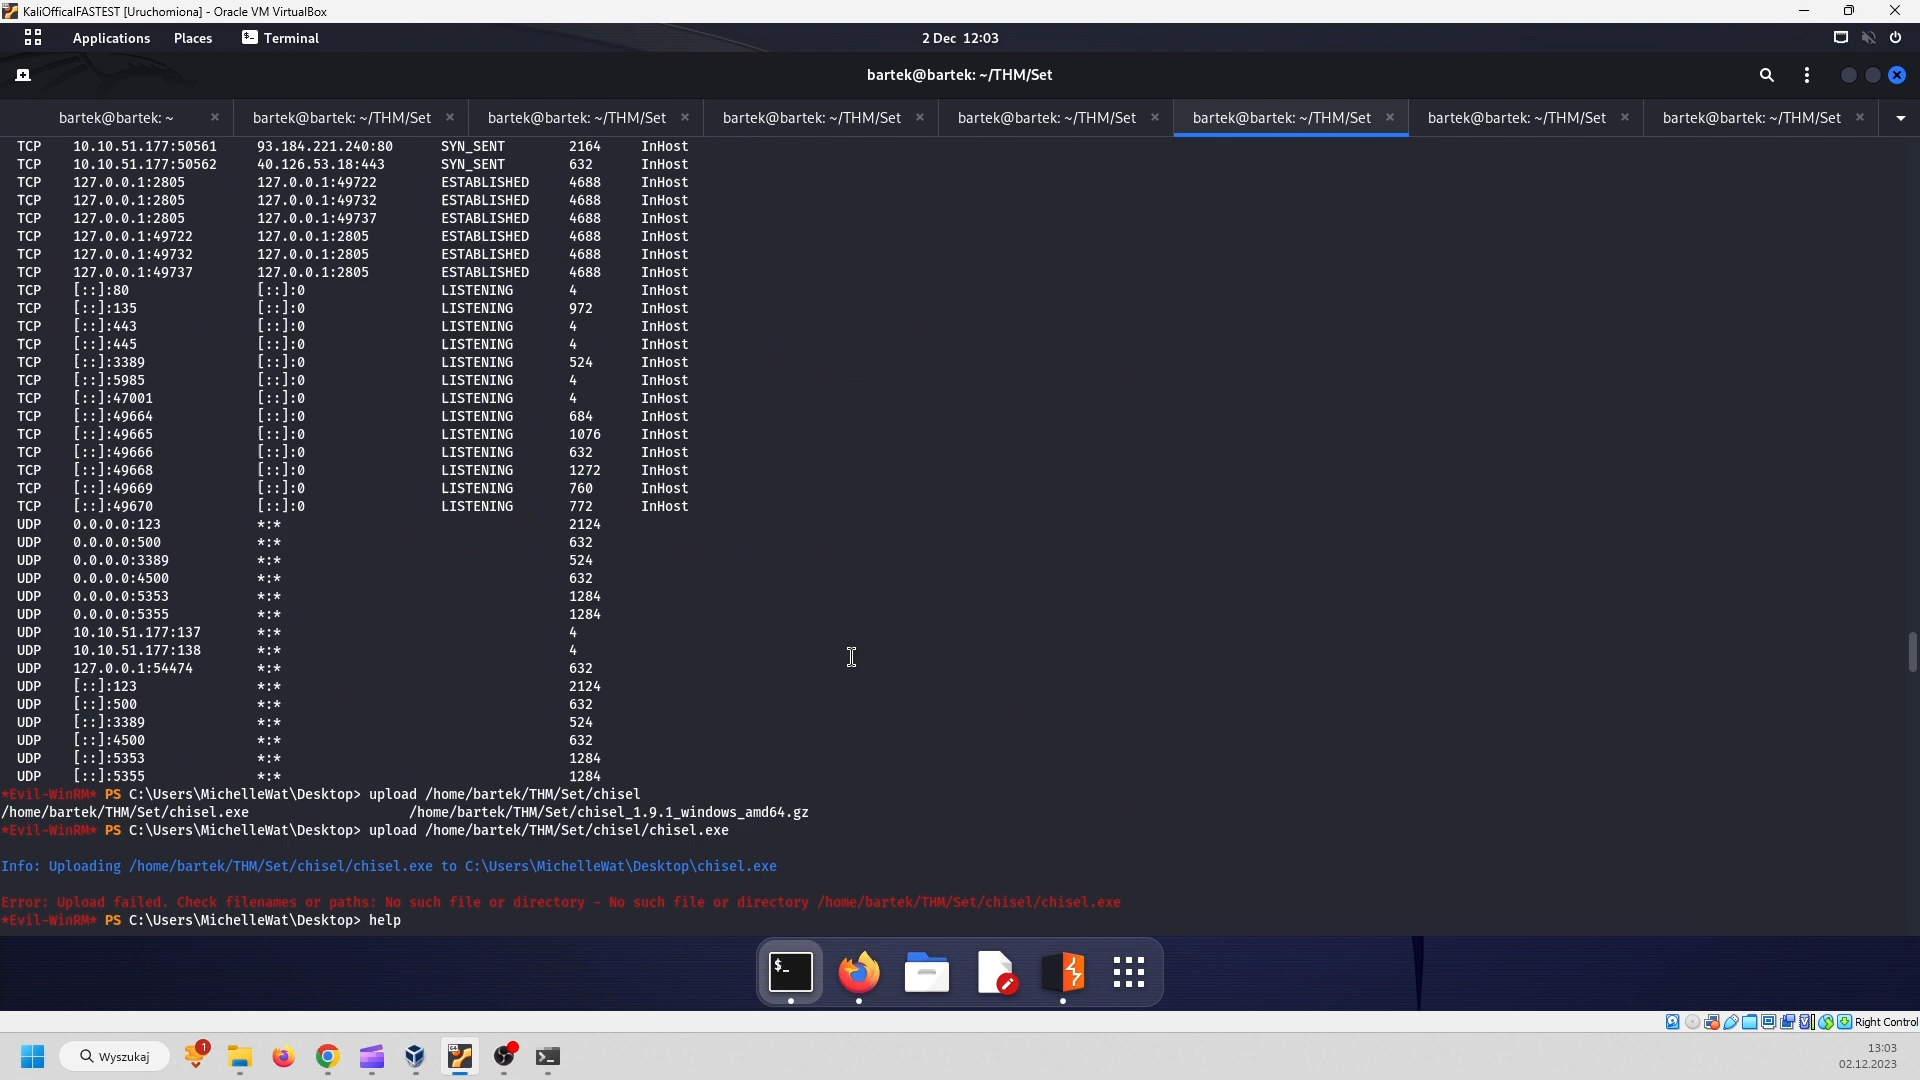 KaliOfficalFASTEST [Uruchomiona] - Oracle VM VirtualBox
Applications Places Terminal 2 Dec 12:03
bartek@bartek: ~/THM/Set
bartek@bartek: ~ bartek@bartek: ~/THM/Set bartek@bartek: ~/THM/Set bartek@bartek: ~/THM/Set bartek@bartek: ~/THM/Set bartek@bartek: ~/THM/Set bartek@bartek: ~/THM/Set bartek@bartek: ~/THM/Set
TCP 10.10.51.177:50561 93.184.221.240:80 SYN_SENT 2164 InHost
TCP 10.10.51.177:50562 40.126.53.18:443 SYN_SENT 632 InHost
TCP 127.0.0.1:2805 127.0.0.1:49722 ESTABLISHED 4688 InHost
TCP 127.0.0.1:2805 127.0.0.1:49732 ESTABLISHED 4688 InHost
TCP 127.0.0.1:2805 127.0.0.1:49737 ESTABLISHED 4688 InHost
TCP 127.0.0.1:49722 127.0.0.1:2805 ESTABLISHED 4688 InHost
TCP 127.0.0.1:49732 127.0.0.1:2805 ESTABLISHED 4688 InHost
TCP 127.0.0.1:49737 127.0.0.1:2805 ESTABLISHED 4688 InHost
TCP [::]:80 [::]:0 LISTENING 4 InHost
TCP [::]:135 [::]:0 LISTENING 972 InHost
TCP [::]:443 [::]:0 LISTENING 4 InHost
TCP [::]:445 [::]:0 LISTENING 4 InHost
TCP [::]:3389 [::]:0 LISTENING 524 InHost
TCP [::]:5985 [::]:0 LISTENING 4 InHost
TCP [::]:47001 [::]:0 LISTENING 4 InHost
TCP [::]:49664 [::]:0 LISTENING 684 InHost
TCP [::]:49665 [::]:0 LISTENING 1076 InHost
TCP [::]:49666 [::]:0 LISTENING 632 InHost
TCP [::]:49668 [::]:0 LISTENING 1272 InHost
TCP [::]:49669 [::]:0 LISTENING 760 InHost
TCP [::]:49670 [::]:0 LISTENING 772 InHost
UDP 0.0.0.0:123 *:* 2124
UDP 0.0.0.0:500 *:* 632
UDP 0.0.0.0:3389 *:* 524
UDP 0.0.0.0:4500 *:* 632
UDP 0.0.0.0:5353 *:* 1284
UDP 0.0.0.0:5355 *:* 1284
UDP 10.10.51.177:137 *:* 4
UDP 10.10.51.177:138 *:* 4
UDP 127.0.0.1:54474 *:* 632
UDP [::]:123 *:* 2124
UDP [::]:500 *:* 632
UDP [::]:3389 *:* 524
UDP [::]:4500 *:* 632
UDP [::]:5353 *:* 1284
UDP [::]:5355 *:* 1284
*Evil-WinRM* PS C:\Users\MichelleWat\Desktop> upload /home/bartek/THM/Set/chisel
/home/bartek/THM/Set/chisel.exe /home/bartek/THM/Set/chisel_1.9.1_windows_amd64.gz
*Evil-WinRM* PS C:\Users\MichelleWat\Desktop> upload /home/bartek/THM/Set/chisel/chisel.exe
Info: Uploading /home/bartek/THM/Set/chisel/chisel.exe to C:\Users\MichelleWat\Desktop\chisel.exe
Error: Upload failed. Check filenames or paths: No such file or directory - No such file or directory /home/bartek/THM/Set/chisel/chisel.exe
*Evil-WinRM* PS C:\Users\MichelleWat\Desktop> help
$_
Right Control
Wyszukaj
1
13:03
02.12.2023